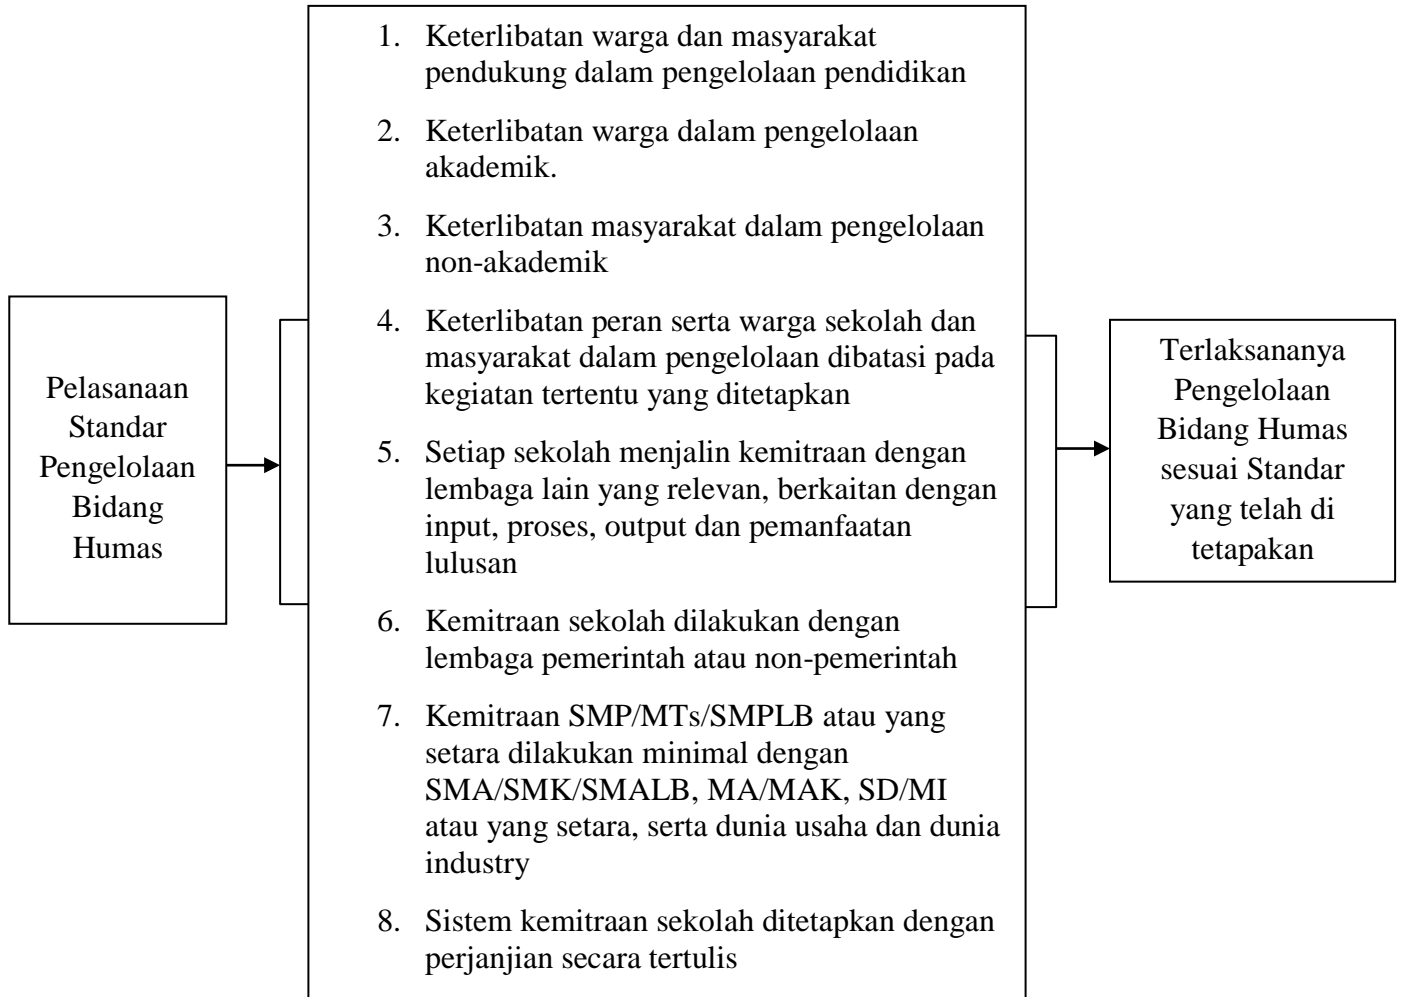 Pelasanaan
Standar
Pengelolaan
Bidang
Humas
1. Keterlibatan warga dan masyarakat
pendukung dalam pengelolaan pendidikan
2. Keterlibatan warga dalam pengelolaan
akademik.
3. Keterlibatan masyarakat dalam pengelolaan
non-akademik
4. Keterlibatan peran serta warga sekolah dan
masyarakat dalam pengelolaan dibatasi pada
kegiatan tertentu yang ditetapkan
5. Setiap sekolah menjalin kemitraan dengan
lembaga lain yang relevan, berkaitan dengan
input, proses, output dan pemanfaatan
lulusan
6. Kemitraan sekolah dilakukan dengan
lembaga pemerintah atau non-pemerintah
7. Kemitraan SMP/MTs/SMPLB atau yang
setara dilakukan minimal dengan
SMA/SMK/SMALB, MA/MAK, SD/MI
atau yang setara, serta dunia usaha dan dunia
industry
8. Sistem kemitraan sekolah ditetapkan dengan
perjanjian secara tertulis
Terlaksananya
Pengelolaan
Bidang Humas
sesuai Standar
yang telah di
tetapakan